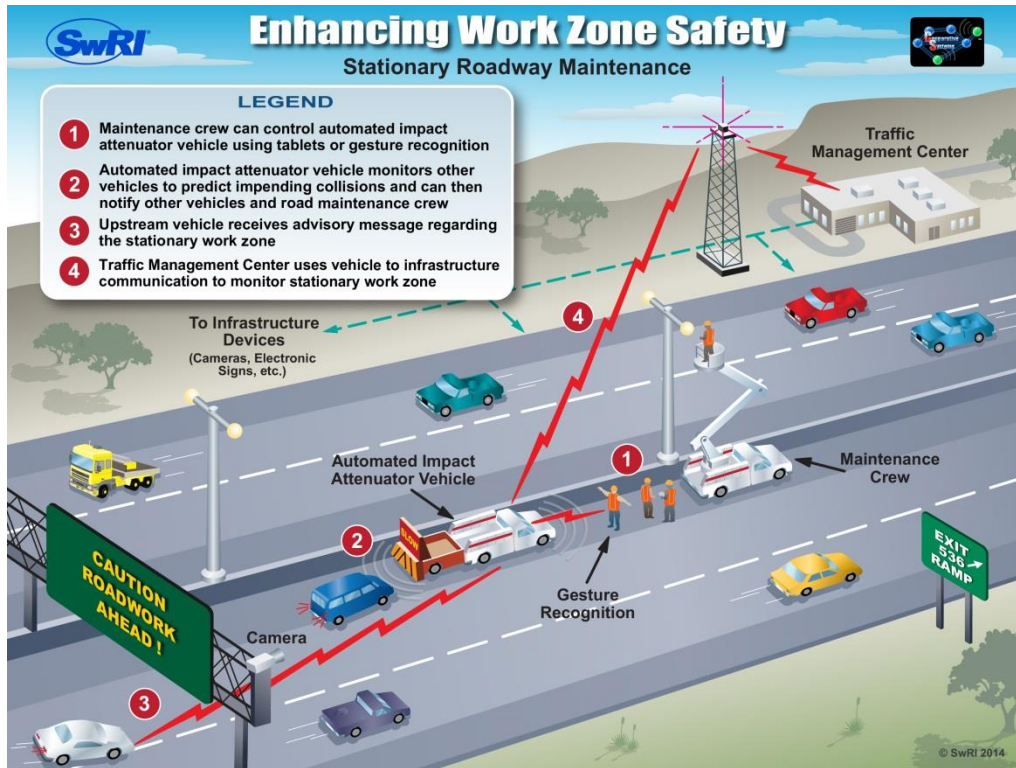 SwRI
Enhancing Work Zone Safety
Stationary Roadway Maintenance
Cooperative
Systems
LEGEND
1 Maintenance crew can control automated impact
attenuator vehicle using tablets or gesture recognition
2 Automated impact attenuator vehicle monitors other
vehicles to predict impending collisions and can then
notify other vehicles and road maintenance crew
3 Upstream vehicle receives advisory message regarding
the stationary work zone
4 Traffic Management Center uses vehicle to infrastructure
communication to monitor stationary work zone
Traffic
Management Center
To Infrastructure
Devices
(Cameras, Electronic
Signs, etc.)
4
Automated Impact
Attenuator Vehicle
1
Maintenance
Crew
2
SLOW
Gesture
Recognition
EXIT
536
RAMP
CAUTION
ROADWORK
AHEAD !
Camera
3
© SwRI 2014